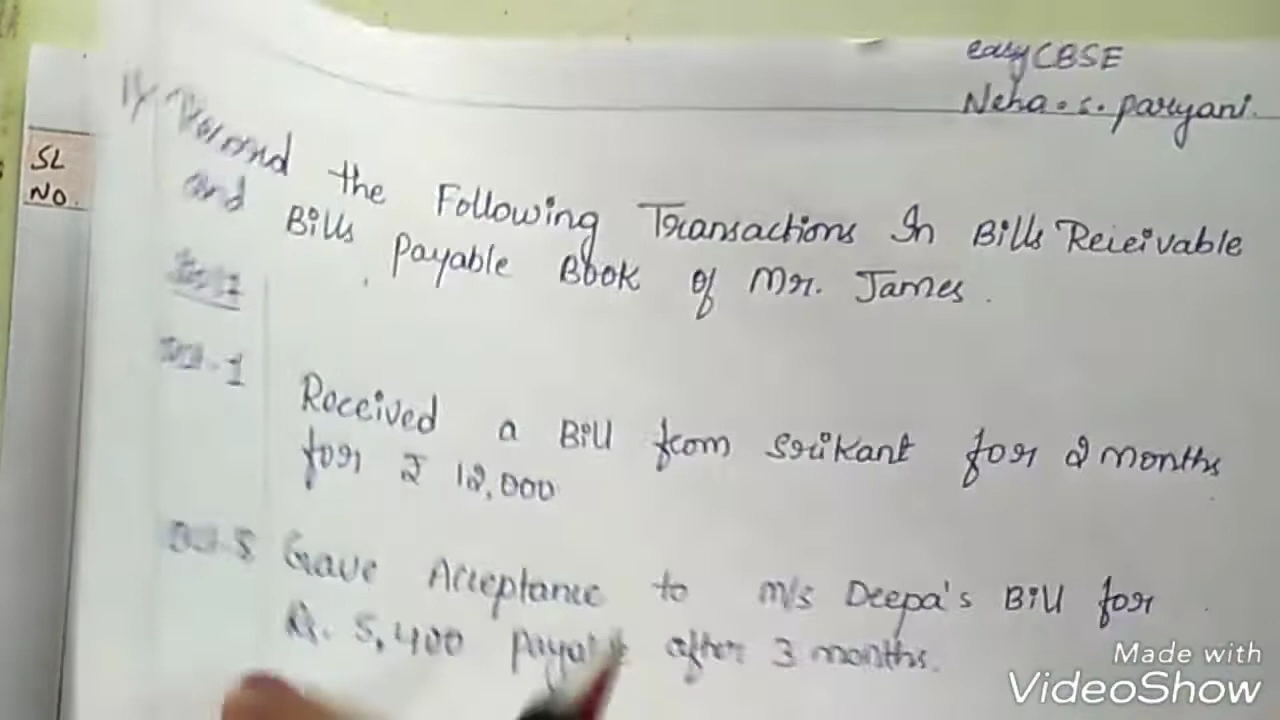 easyCBSE
Neha. S. Paryani.
SL
NO.
1) Record the Following Transactions In Bills Receivable
and Bills Payable Book of Mr. James.
Received a Bill from Srikant for 2 months
for ₹ 12,000
Gave Acceptance to M/s Deepa's Bill for
Rs. 5,400 payable after 3 months.
Made with
VideoShow